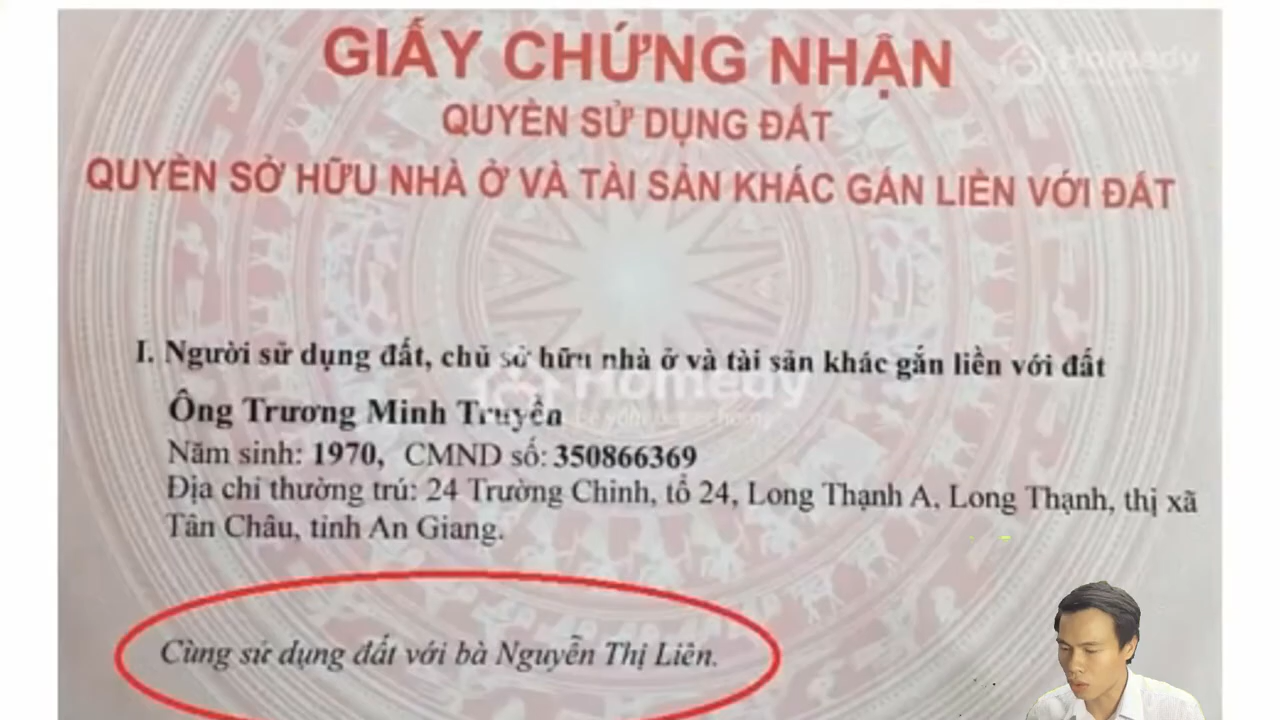 GIẤY CHỨNG NHẬN
Homedy
QUYỀN SỬ DỤNG ĐẤT
QUYỀN SỞ HỮU NHÀ Ở VÀ TÀI SẢN KHÁC GẮN LIỀN VỚI ĐẤT
I. Người sử dụng đất, chủ sở hữu nhà ở và tài sản khác gắn liền với đất
Homedy
Ông Trương Minh Truyền
Năm sinh: 1970, CMND số: 350866369
Địa chỉ thường trú: 24 Trường Chinh, tổ 24, Long Thạnh A, Long Thạnh, thị xã
Tân Châu, tỉnh An Giang.
Cùng sử dụng đất với bà Nguyễn Thị Liên.